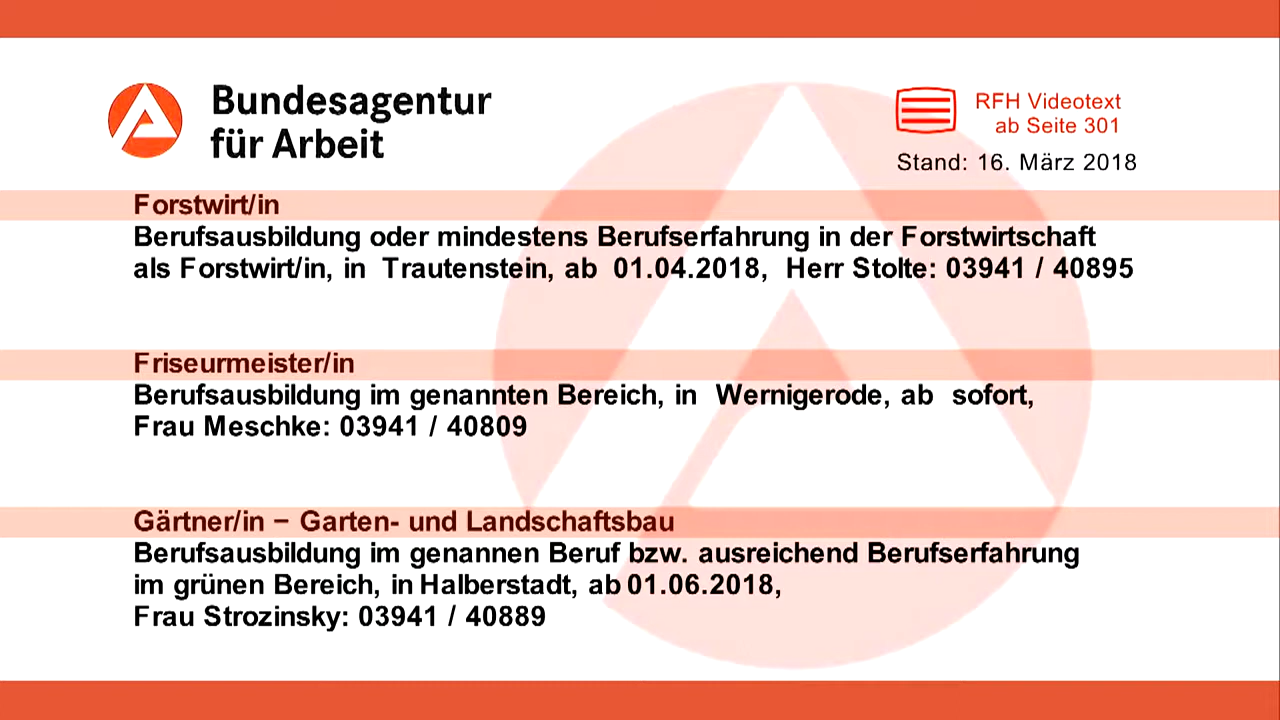 Bundesagentur
für Arbeit
RFH Videotext
ab Seite 301
Stand: 16. März 2018
Forstwirt/in
Berufsausbildung oder mindestens Berufserfahrung in der Forstwirtschaft
als Forstwirt/in, in Trautenstein, ab 01.04.2018, Herr Stolte: 03941 / 40895
Friseurmeister/in
Berufsausbildung im genannten Bereich, in Wernigerode, ab sofort,
Frau Meschke: 03941 / 40809
Gärtner/in – Garten- und Landschaftsbau
Berufsausbildung im genannen Beruf bzw. ausreichend Berufserfahrung
im grünen Bereich, in Halberstadt, ab 01.06.2018,
Frau Strozinsky: 03941 / 40889